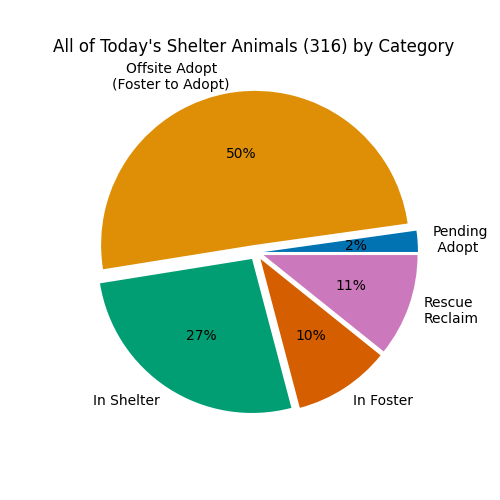 All of Today's Shelter Animals (316) by Category
Offsite Adopt
(Foster to Adopt)
50%
Pending
Adopt
2%
11%
Rescue
Reclaim
27%
10%
In Shelter
In Foster